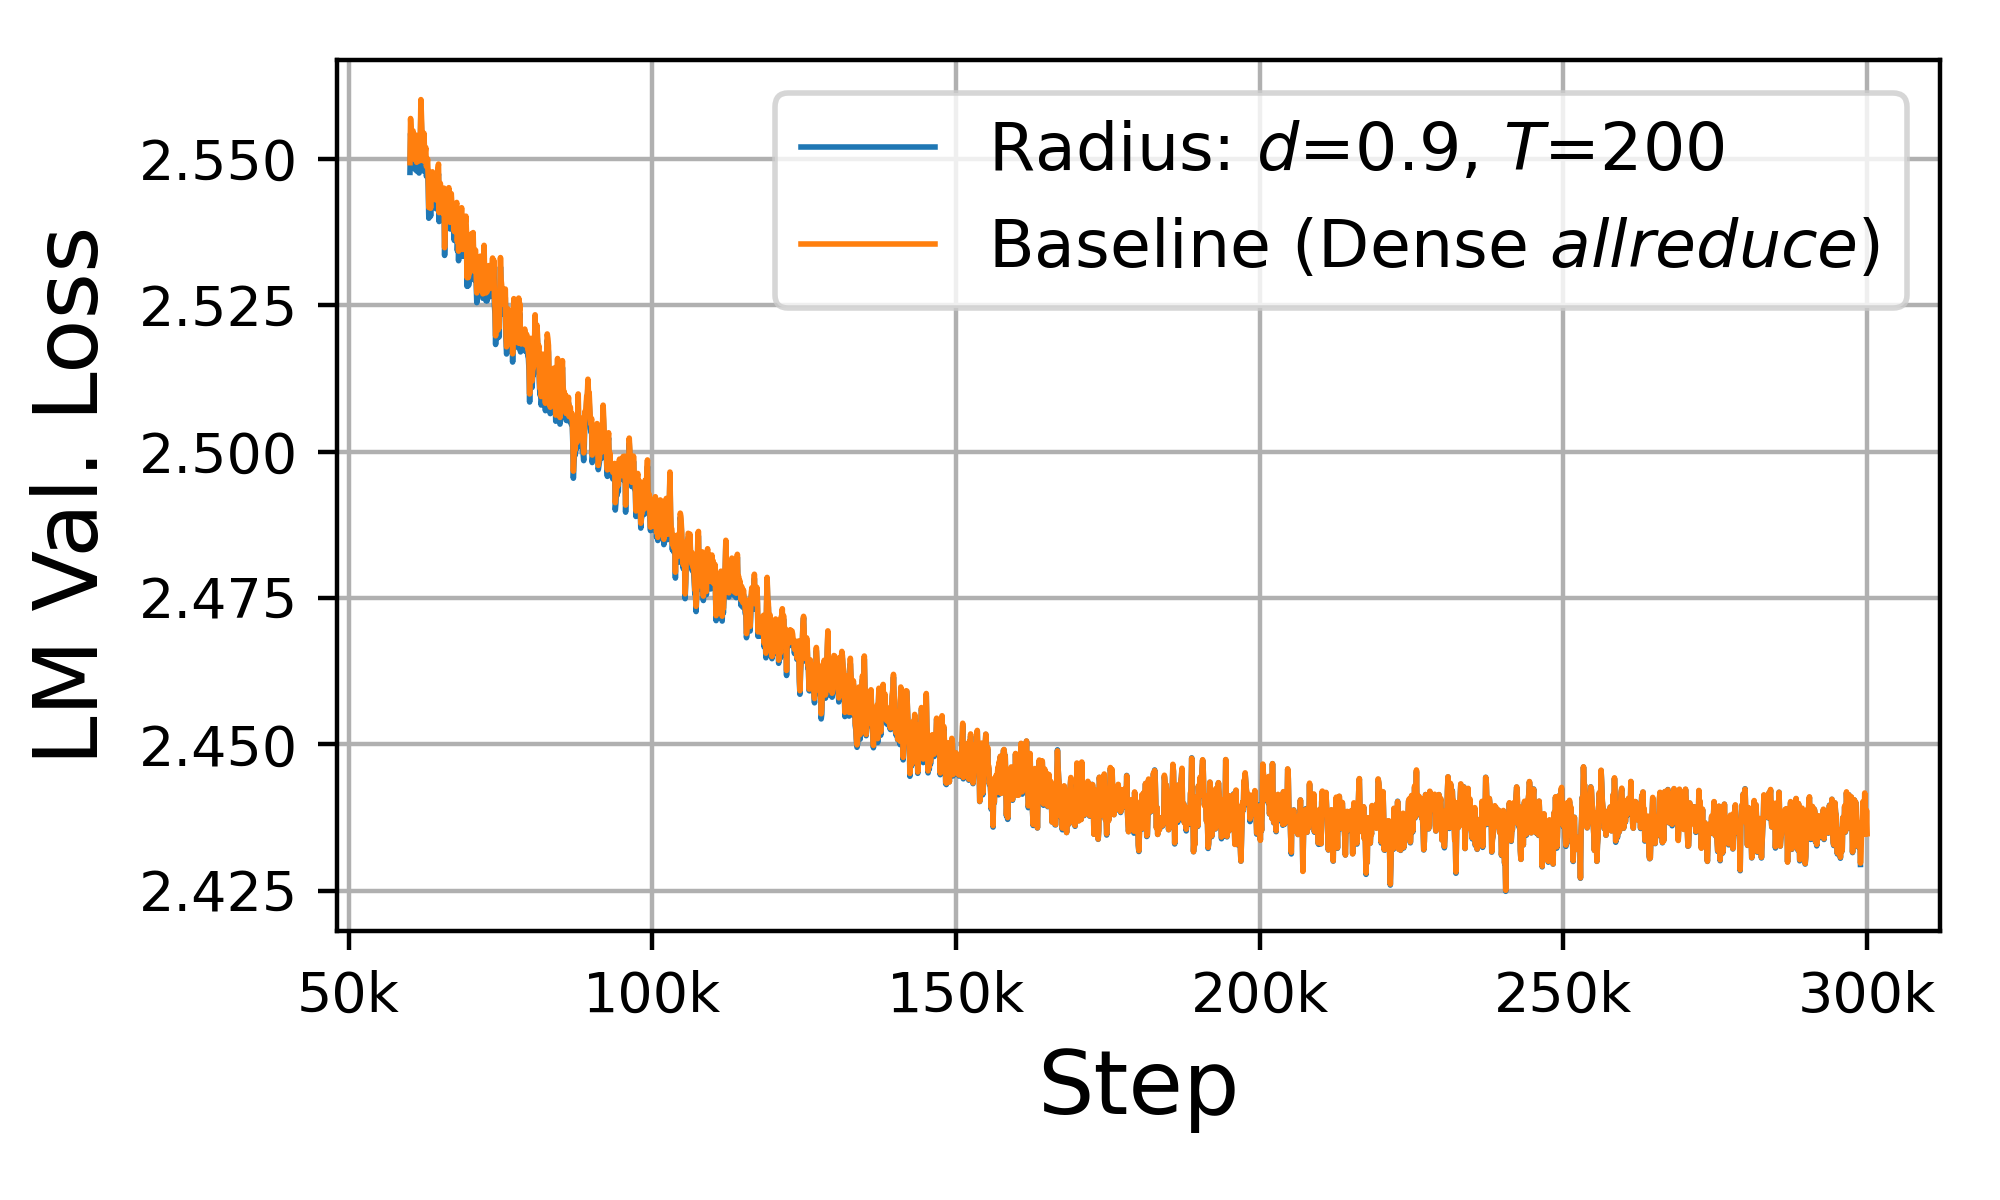 Radius: d=0.9, T=200
Baseline (Dense allreduce)
LM Val. Loss
2.550
2.525
2.500
2.475
2.450
2.425
50k 100k 150k 200k 250k 300k
Step